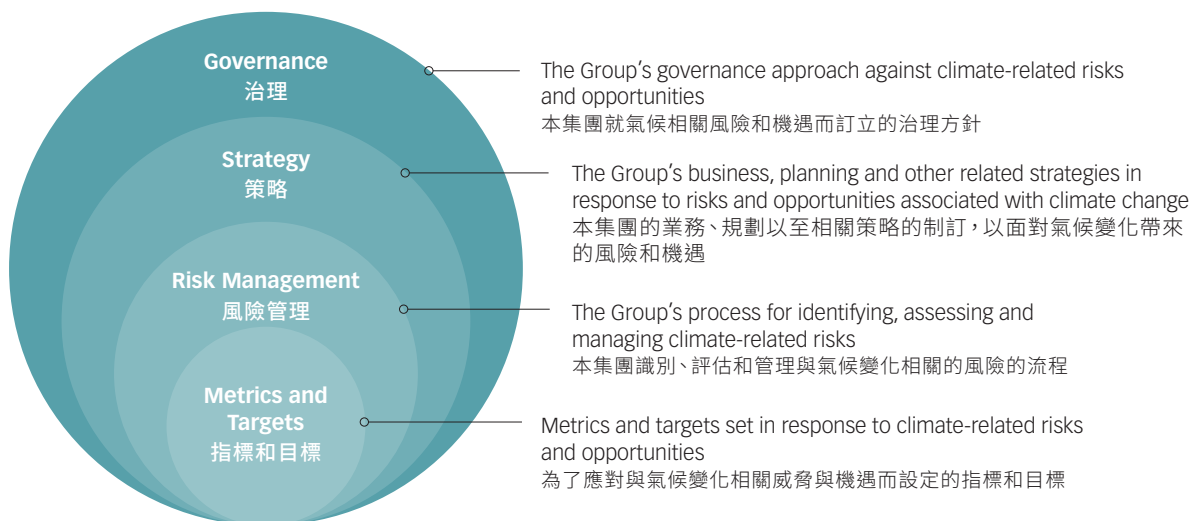 Governance
治理
The Group's governance approach against climate-related risks
and opportunities
本集團就氣候相關風險和機遇而訂立的治理方針
Strategy
策略
The Group's business, planning and other related strategies in
response to risks and opportunities associated with climate change
本集團的業務、規劃以至相關策略的制訂，以面對氣候變化帶來
的風險和機遇
Risk Management
風險管理
The Group's process for identifying, assessing and
managing climate-related risks
本集團識別、評估和管理與氣候變化相關的風險的流程
Metrics and
Targets
指標和目標
Metrics and targets set in response to climate-related risks
and opportunities
為了應對與氣候變化相關威脅與機遇而設定的指標和目標